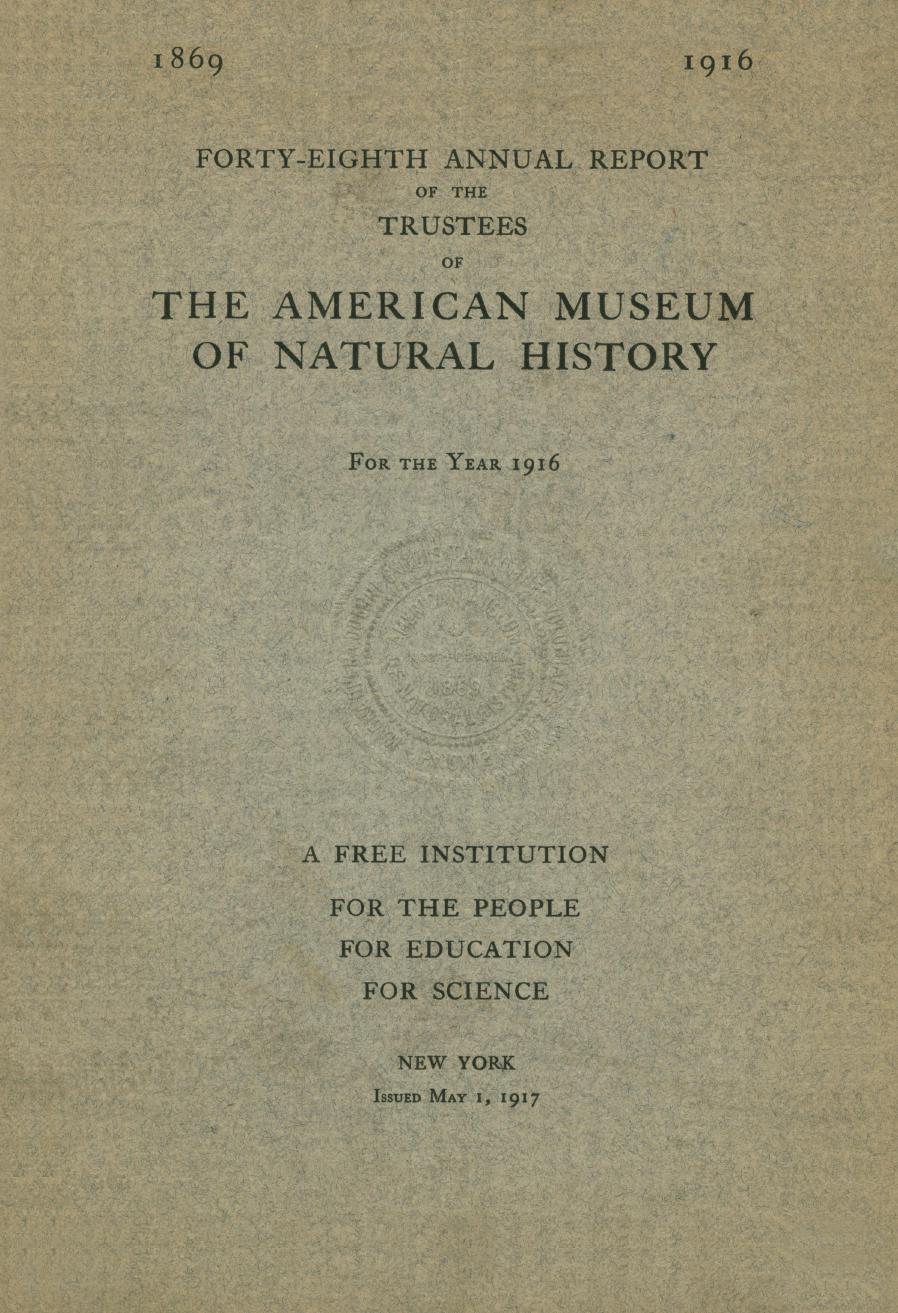 1869 1916
FORTY-EIGHTH ANNUAL REPORT
OF THE
TRUSTEES
OF
THE AMERICAN MUSEUM
OF NATURAL HISTORY
FOR THE YEAR 1916
1869
A FREE INSTITUTION
FOR THE PEOPLE
FOR EDUCATION
FOR SCIENCE
NEW YORK
ISSUED MAY 1, 1917